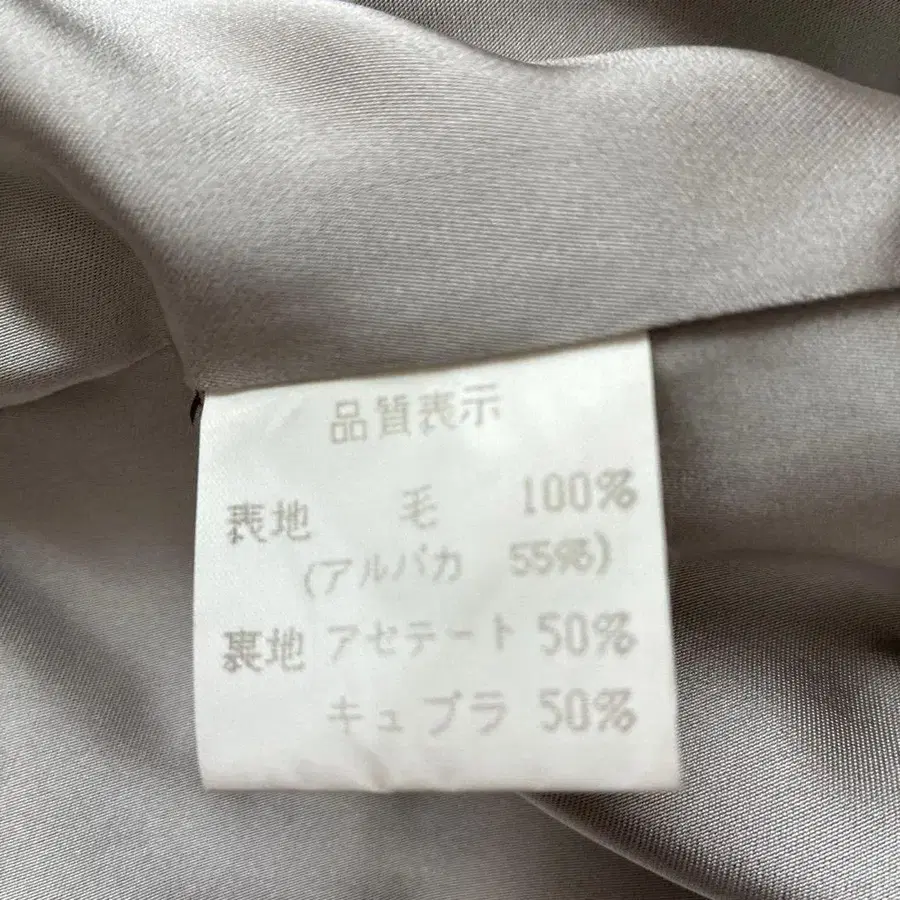 品質表示
表地 毛 100%
(アルパカ 55%)
裏地 アセテート 50%
キュプラ 50%